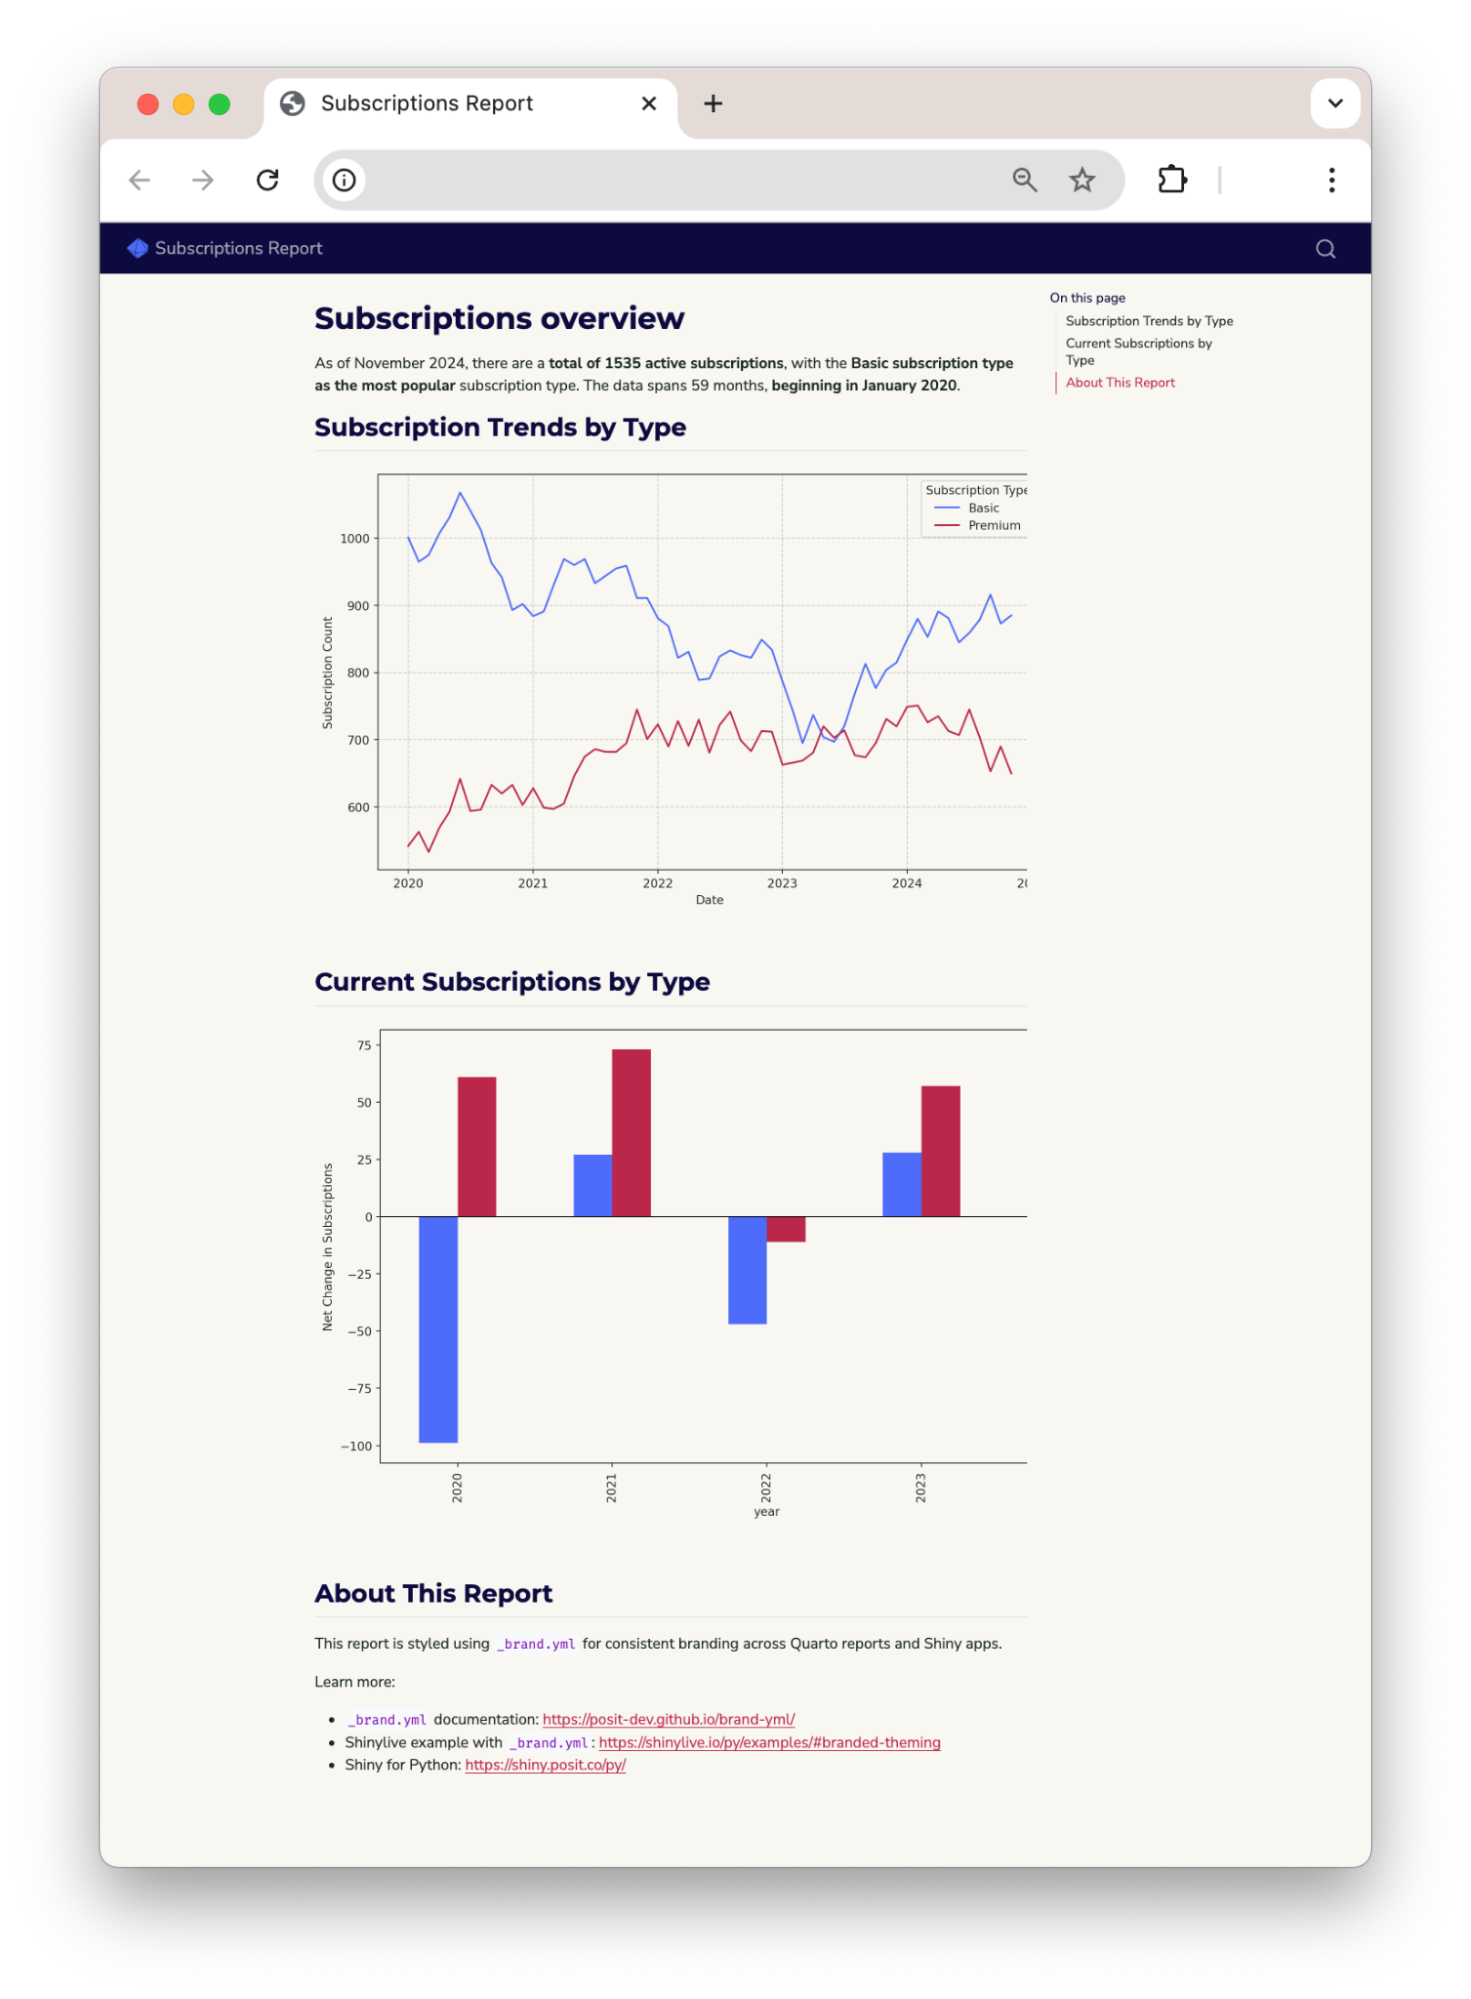 Subscriptions Report
Subscriptions Report
Subscriptions overview
As of November 2024, there are a total of 1535 active subscriptions, with the Basic subscription type
as the most popular subscription type. The data spans 59 months, beginning in January 2020.
On this page
Subscription Trends by Type
Current Subscriptions by
Type
About This Report
Subscription Trends by Type
Subscription Type
Basic
Premium
1000
900
800
700
600
Subscription Count
2020 2021 2022 2023 2024 20
Date
Current Subscriptions by Type
75
50
25
0
−25
−50
−75
−100
Net Change in Subscriptions
2020 2021 2022 2023
year
About This Report
This report is styled using _brand.yml for consistent branding across Quarto reports and Shiny apps.
Learn more:
• _brand.yml documentation: https://posit-dev.github.io/brand-yml/
• Shinylive example with _brand.yml: https://shinylive.io/py/examples/#branded-theming
• Shiny for Python: https://shiny.posit.co/py/